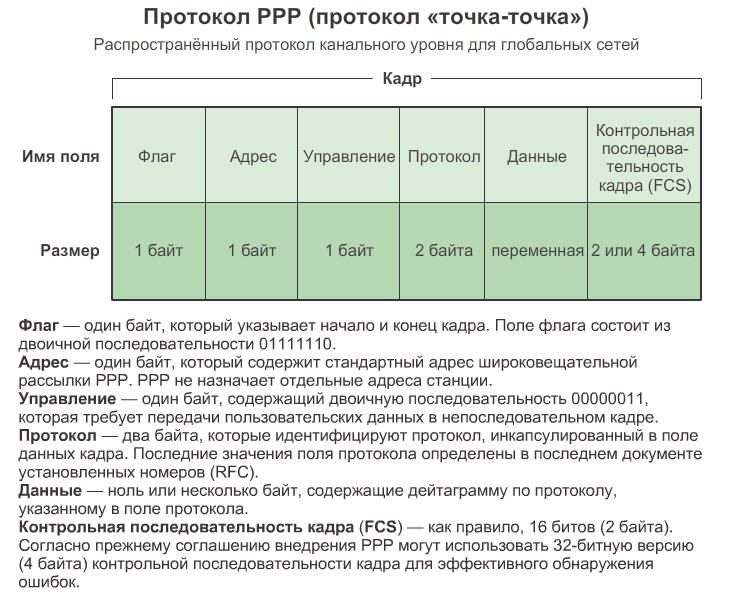 Протокол PPP (протокол «точка-точка»)
Распространённый протокол канального уровня для глобальных сетей
Кадр
Имя поля
Флаг
Адрес
Управление
Протокол
Данные
Контрольная
последова-
тельность
кадра (FCS)
Размер
1 байт
1 байт
1 байт
2 байта
переменная
2 или 4 байта
Флаг — один байт, который указывает начало и конец кадра. Поле флага состоит из
двоичной последовательности 01111110.
Адрес — один байт, который содержит стандартный адрес широковещательной
рассылки PPP. PPP не назначает отдельные адреса станции.
Управление — один байт, содержащий двоичную последовательность 00000011,
которая требует передачи пользовательских данных в непоследовательном кадре.
Протокол — два байта, которые идентифицируют протокол, инкапсулированный в поле
данных кадра. Последние значения поля протокола определены в последнем документе
установленных номеров (RFC).
Данные — ноль или несколько байт, содержащие дейтаграмму по протоколу,
указанному в поле протокола.
Контрольная последовательность кадра (FCS) — как правило, 16 битов (2 байта).
Согласно прежнему соглашению внедрения PPP могут использовать 32-битную версию
(4 байта) контрольной последовательности кадра для эффективного обнаружения
ошибок.